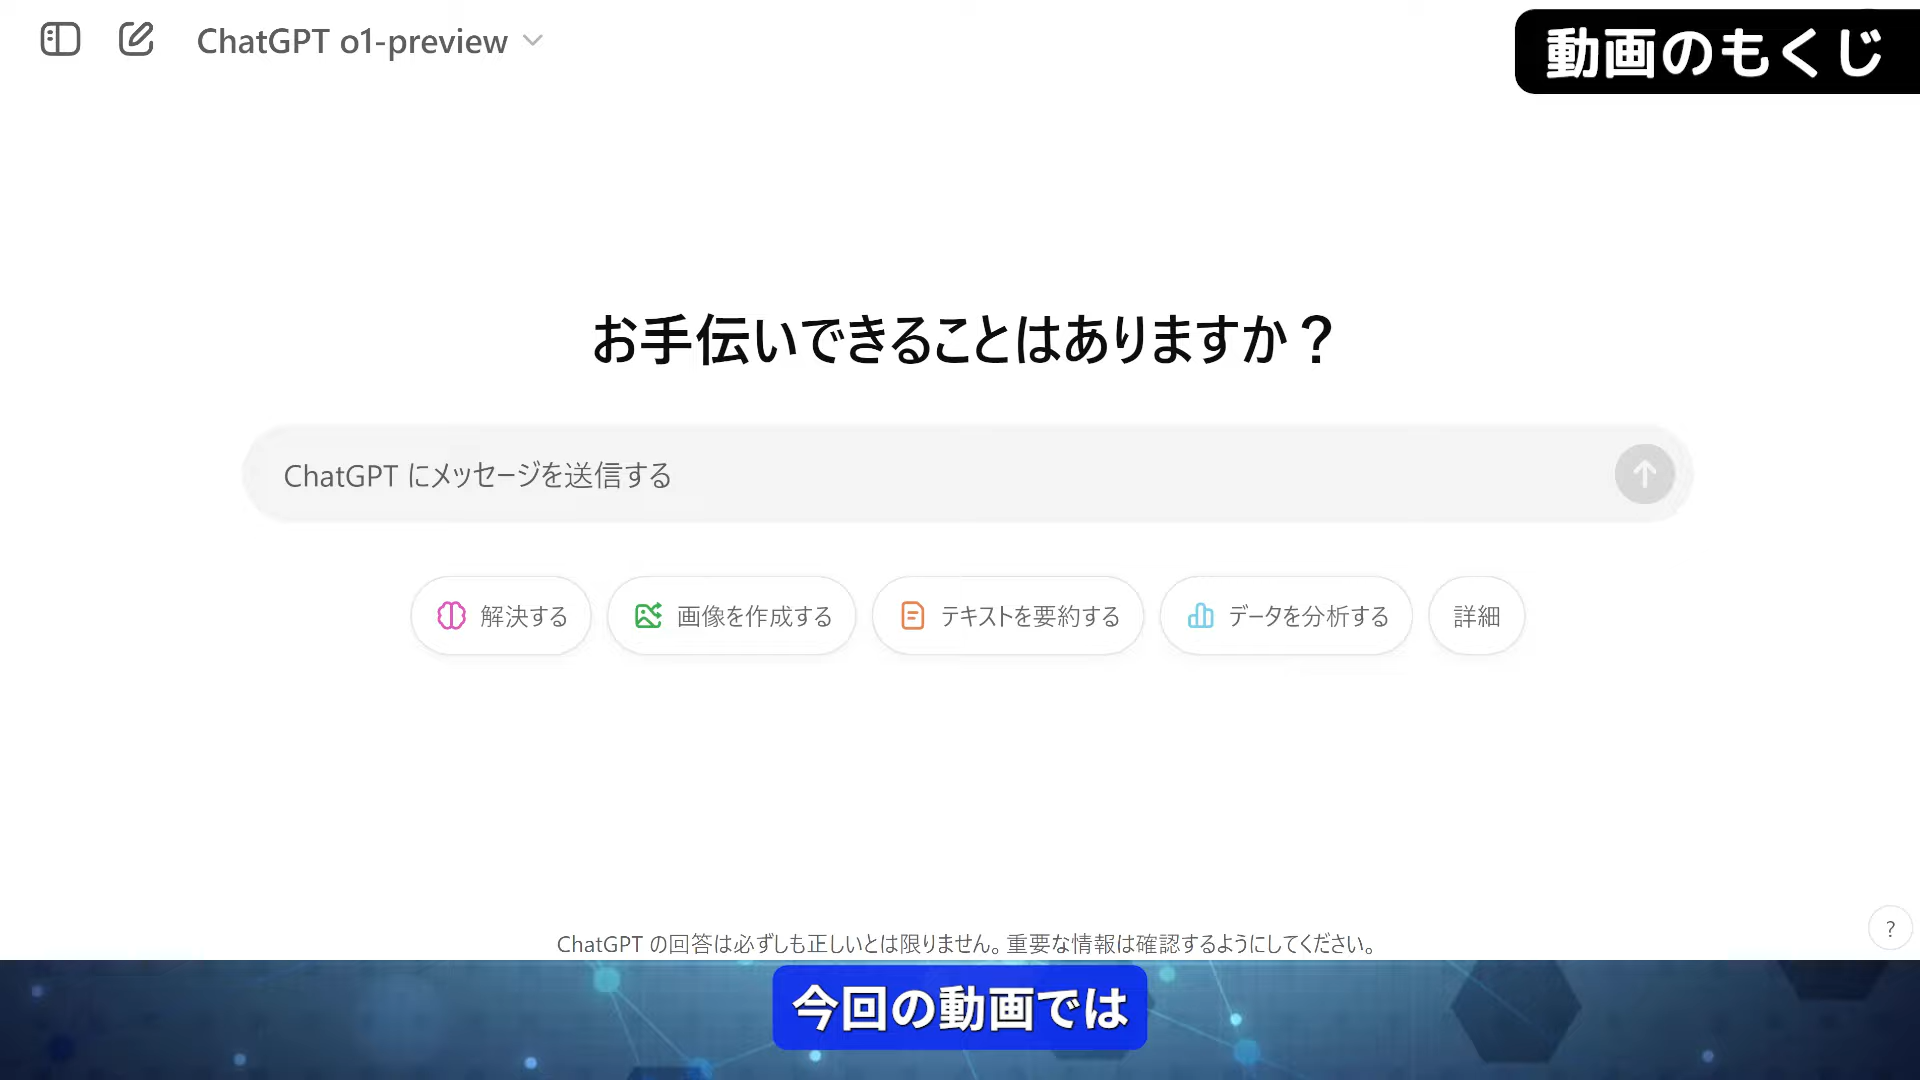 ChatGPT o1-preview
動画のもくじ
お手伝いできることはありますか？
ChatGPT にメッセージを送信する
解決する
画像を作成する
テキストを要約する
データを分析する
詳細
?
ChatGPT の回答は必ずしも正しいとは限りません。重要な情報は確認するようにしてください。
今回の動画では